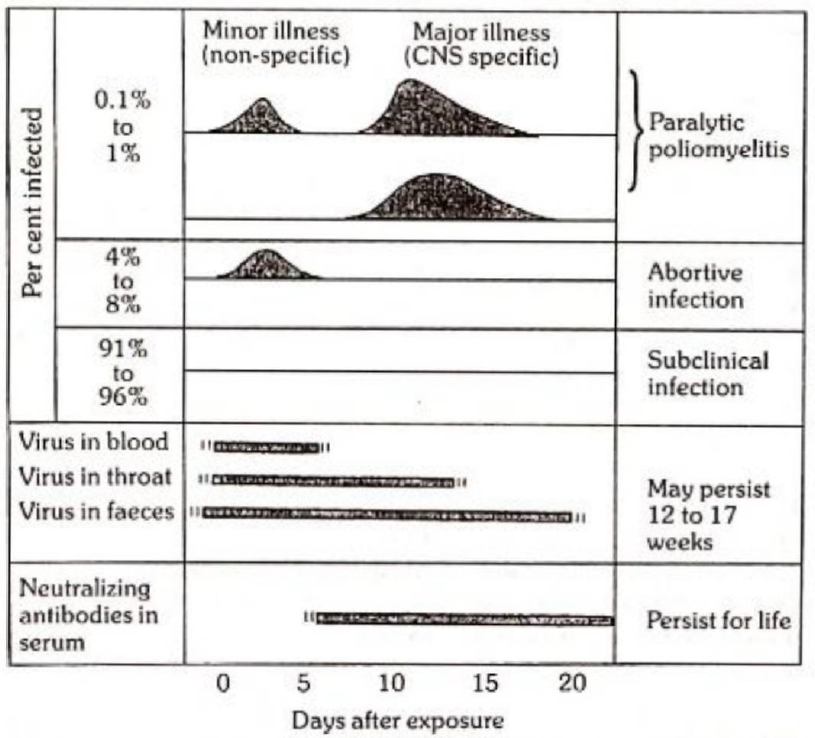 Minor illness
(non-specific)
Major illness
(CNS specific)
Per cent infected
0.1%
to
1%
Paralytic
poliomyelitis
4%
to
8%
Abortive
infection
91%
to
96%
Subclinical
infection
Virus in blood
Virus in throat
Virus in faeces
May persist
12 to 17
weeks
Neutralizing
antibodies in
serum
Persist for life
0 5 10 15 20
Days after exposure